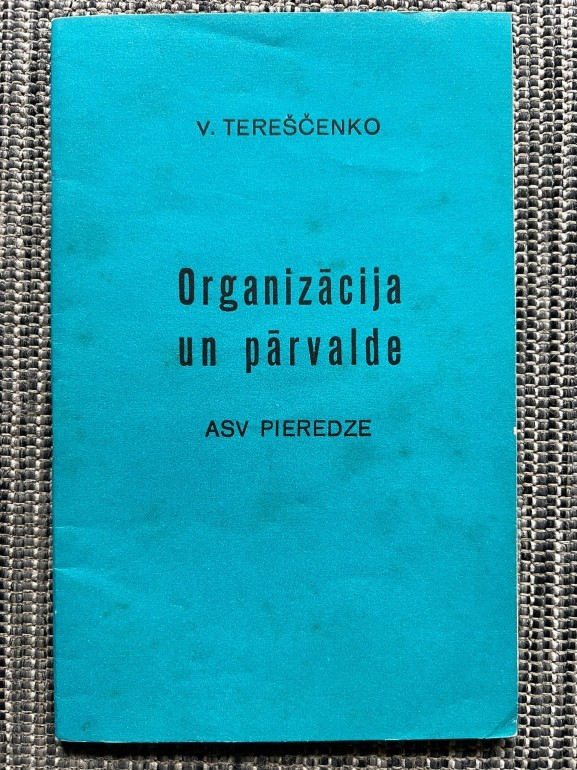 V. TEREŠČENKO
Organizācija
un pārvalde
ASV PIEREDZE